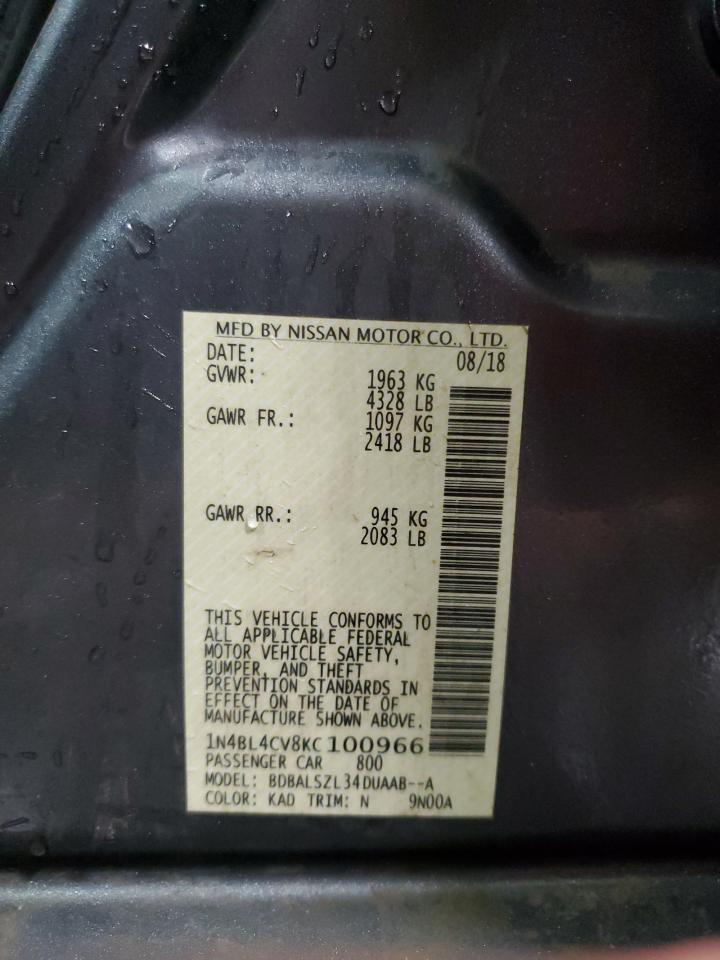 MFD BY NISSAN MOTOR CO., LTD.
DATE: 08/18
GVWR: 1963 KG
4328 LB
GAWR FR.: 1097 KG
2418 LB
GAWR RR.: 945 KG
2083 LB
THIS VEHICLE CONFORMS TO
ALL APPLICABLE FEDERAL
MOTOR VEHICLE SAFETY,
BUMPER, AND THEFT
PREVENTION STANDARDS IN
EFFECT ON THE DATE OF
MANUFACTURE SHOWN ABOVE.
1N4BL4CV8KC100966
PASSENGER CAR 800
MODEL: BDBALSZL34DUAAB--A
COLOR: KAD TRIM: N 9N00A